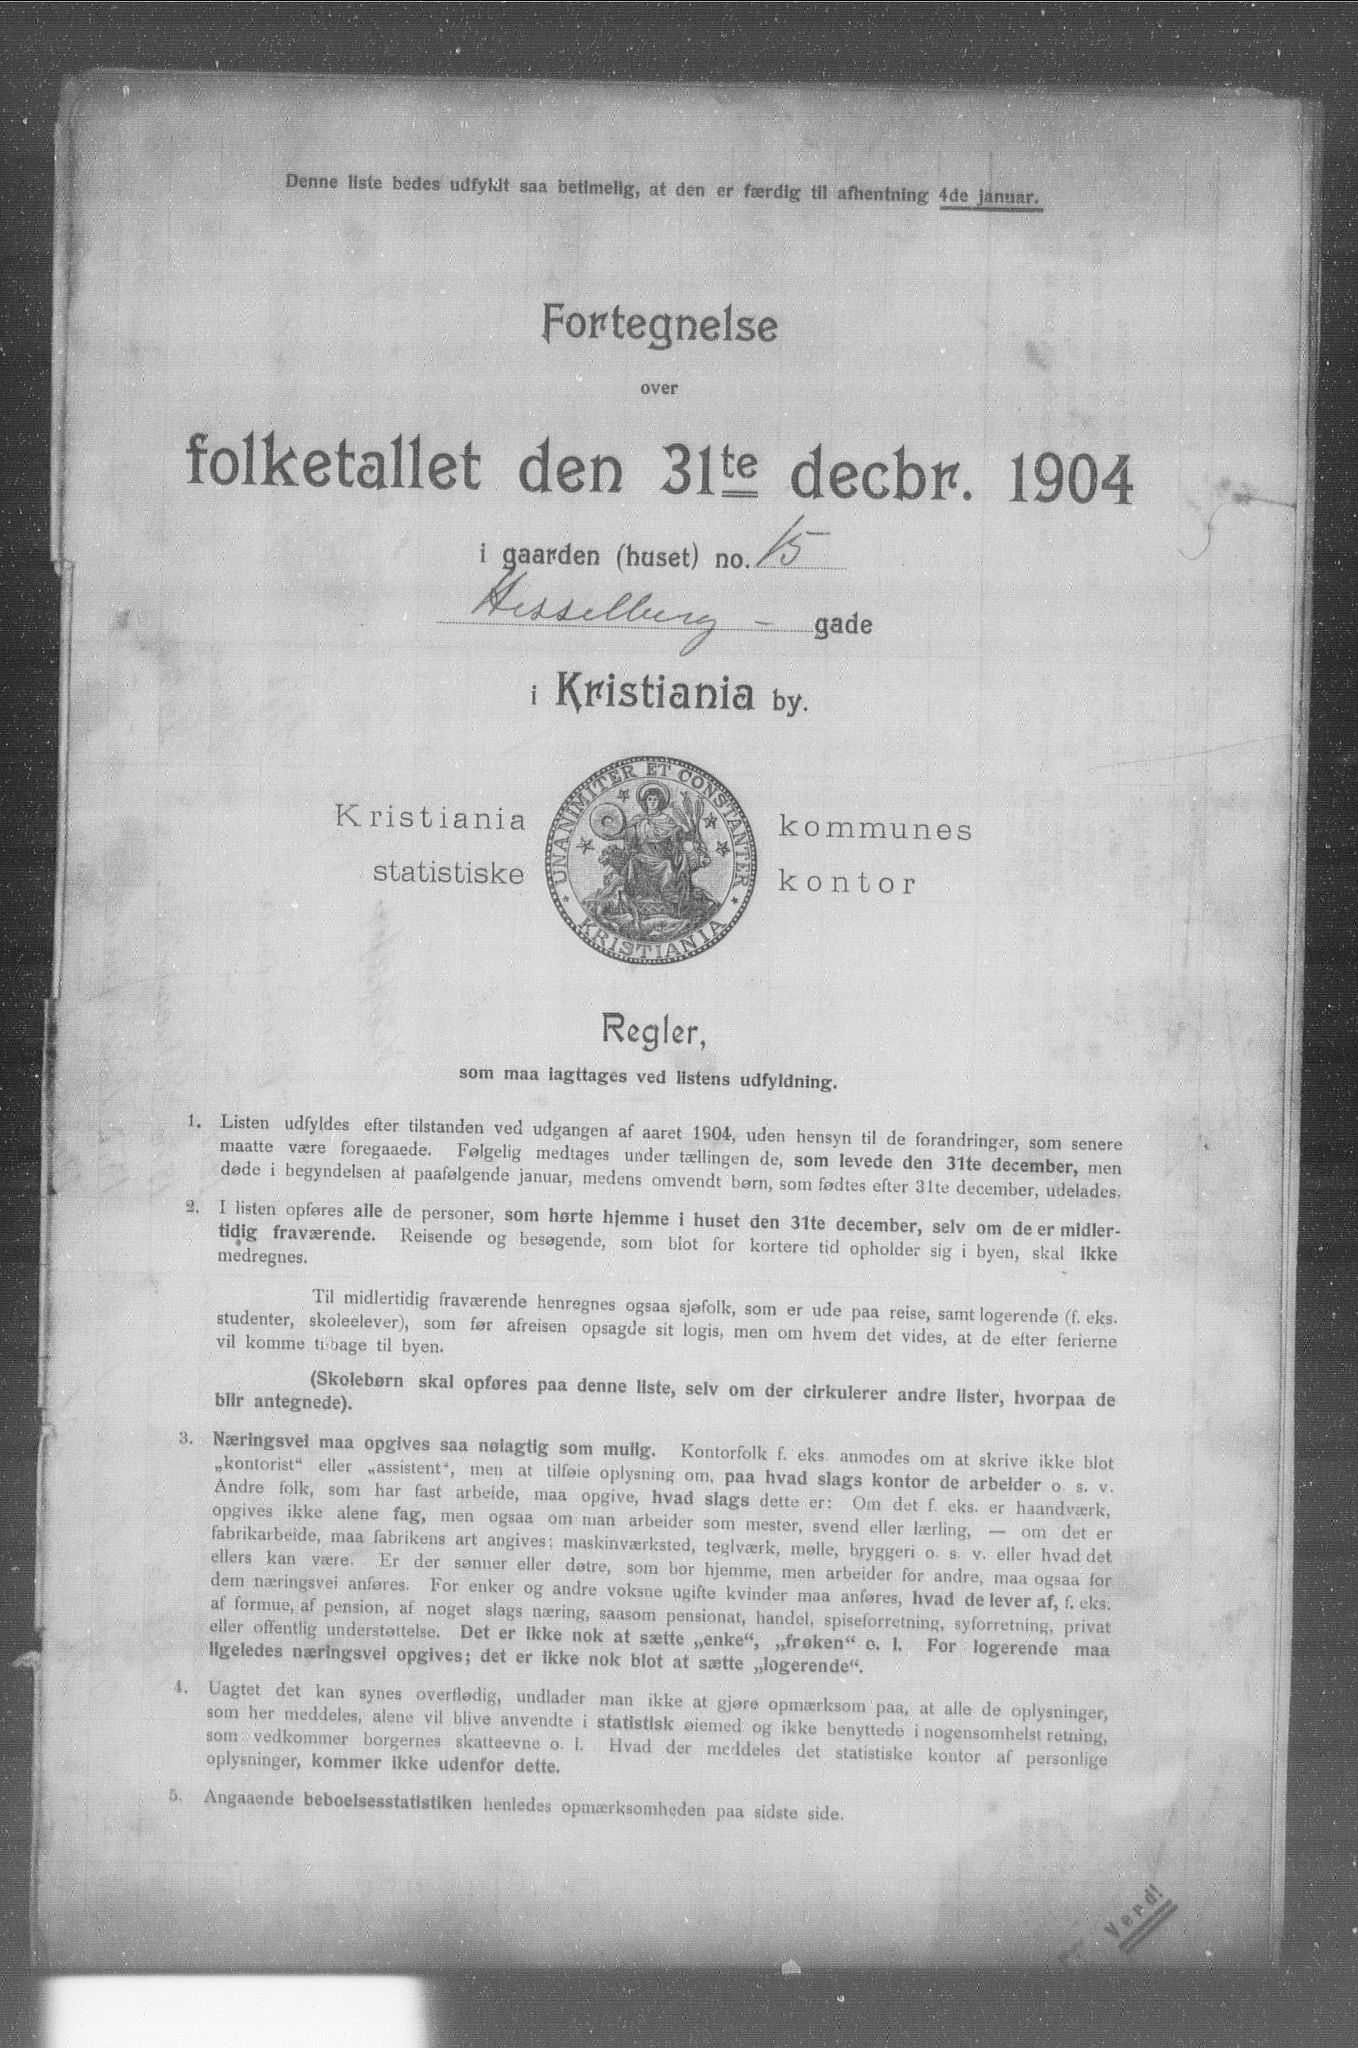 Denne liste bedes udfyldt saa betimelig, at den er færdig til afhentning 4de januar.
Fortegnelse
over
folketallet den 31te decbr. 1904
i gaarden (huset) no. 15
Hesselberg - gade
i Kristiania by.
Kristiania kommunes
statistiske kontor
UNANIMITER ET CONSTANTER
KRISTIANIA
Regler,
som maa iagttages ved listens udfyldning.
1. Listen udfyldes efter tilstanden ved udgangen af aaret 1904, uden hensyn til de forandringer, som senere
maatte være foregaaede. Følgelig medtages under tællingen de, som levede den 31te december, men
døde i begyndelsen af paafølgende januar, medens omvendt børn, som fødtes efter 31te december, udelades.
2. I listen opføres alle de personer, som hørte hjemme i huset den 31te december, selv om de er midler-
tidig fraværende. Reisende og besøgende, som blot for kortere tid opholder sig i byen, skal ikke
medregnes.
Til midlertidig fraværende henregnes ogsaa sjøfolk, som er ude paa reise, samt logerende (f. eks.
studenter, skoleelever), som før afreisen opsagde sit logis, men om hvem det vides, at de efter ferierne
vil komme tilbage til byen.
(Skolebørn skal opføres paa denne liste, selv om der cirkulerer andre lister, hvorpaa de
blir antegnede).
3. Næringsvei maa opgives saa nøiagtig som mulig. Kontorfolk f. eks. anmodes om at skrive ikke blot
„kontorist“ eller „assistent“, men at tilføie oplysning om, paa hvad slags kontor de arbeider o. s. v.
Andre folk, som har fast arbeide, maa opgive, hvad slags dette er: Om det f. eks. er haandværk,
opgives ikke alene fag, men ogsaa om man arbeider som mester, svend eller lærling, — om det er
fabrikarbeide, maa fabrikens art angives: maskinværksted, teglværk, mølle, bryggeri o. s. v. eller hvad det
ellers kan være. Er der sønner eller døtre, som bor hjemme, men arbeider for andre, maa ogsaa for
dem næringsvei anføres. For enker og andre voksne ugifte kvinder maa anføres, hvad de lever af, f. eks.
af formue, af pension, af noget slags næring, saasom pensionat, handel, spiseforretning, syforretning, privat
eller offentlig understøttelse. Det er ikke nok at sætte „enke“, „frøken“ o. l. For logerende maa
ligeledes næringsvei opgives; det er ikke nok blot at sætte „logerende“.
4. Uagtet det kan synes overflødig, undlader man ikke at gjøre opmærksom paa, at alle de oplysninger,
som her meddeles, alene vil blive anvendte i statistisk øiemed og ikke benyttede i nogensomhelst retning,
som vedkommer borgernes skatteevne o. l. Hvad der meddeles det statistiske kontor af personlige
oplysninger, kommer ikke udenfor dette.
5. Angaaende beboelsesstatistiken henledes opmærksomheden paa sidste side.
Vend!